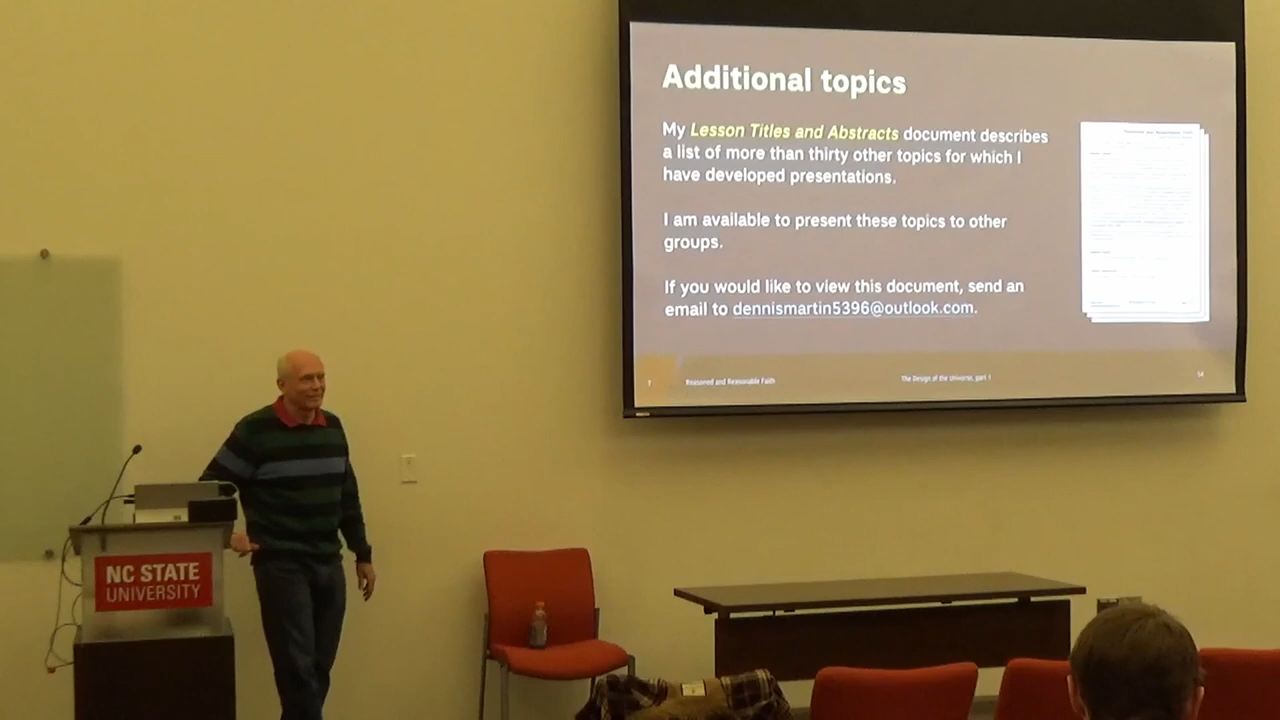 Additional topics
My Lesson Titles and Abstracts document describes
a list of more than thirty other topics for which I
have developed presentations.
I am available to present these topics to other
groups.
If you would like to view this document, send an
email to dennismartin5396@outlook.com.
Reasoned and Reasonable Faith
The Design of the Universe, part 1
NC STATE
UNIVERSITY